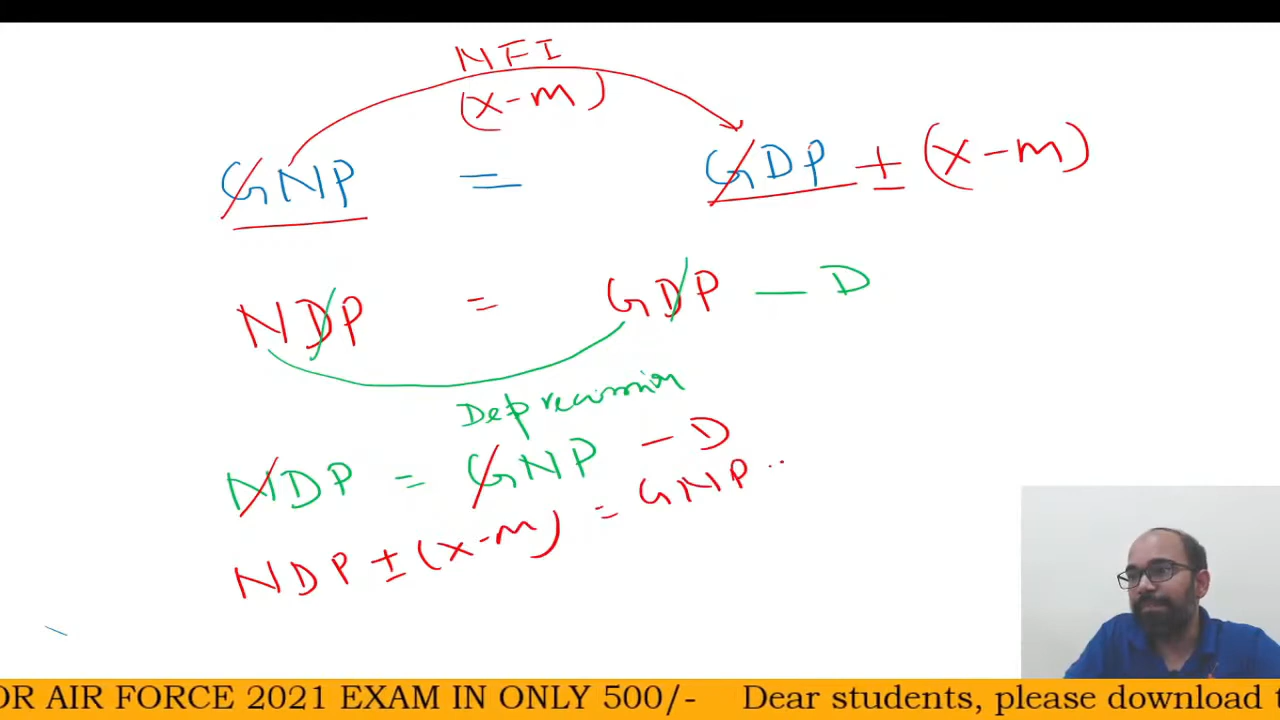 NFI
(x-m)
GNP = GDP ± (x-m)
NDP = GDP - D
NDP = GNP - D
NDP ± (x-m) = GNP ..
OR AIR FORCE 2021 EXAM IN ONLY 500/- Dear students, please download t